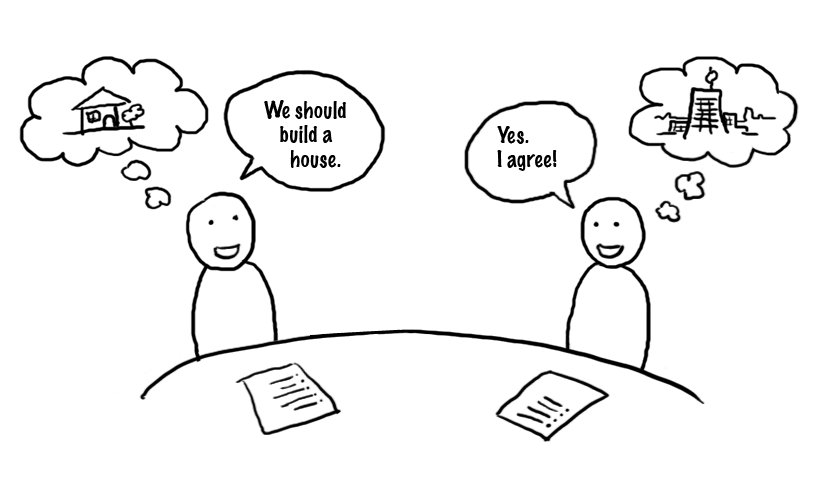 We should
build a
house.
Yes.
I agree!